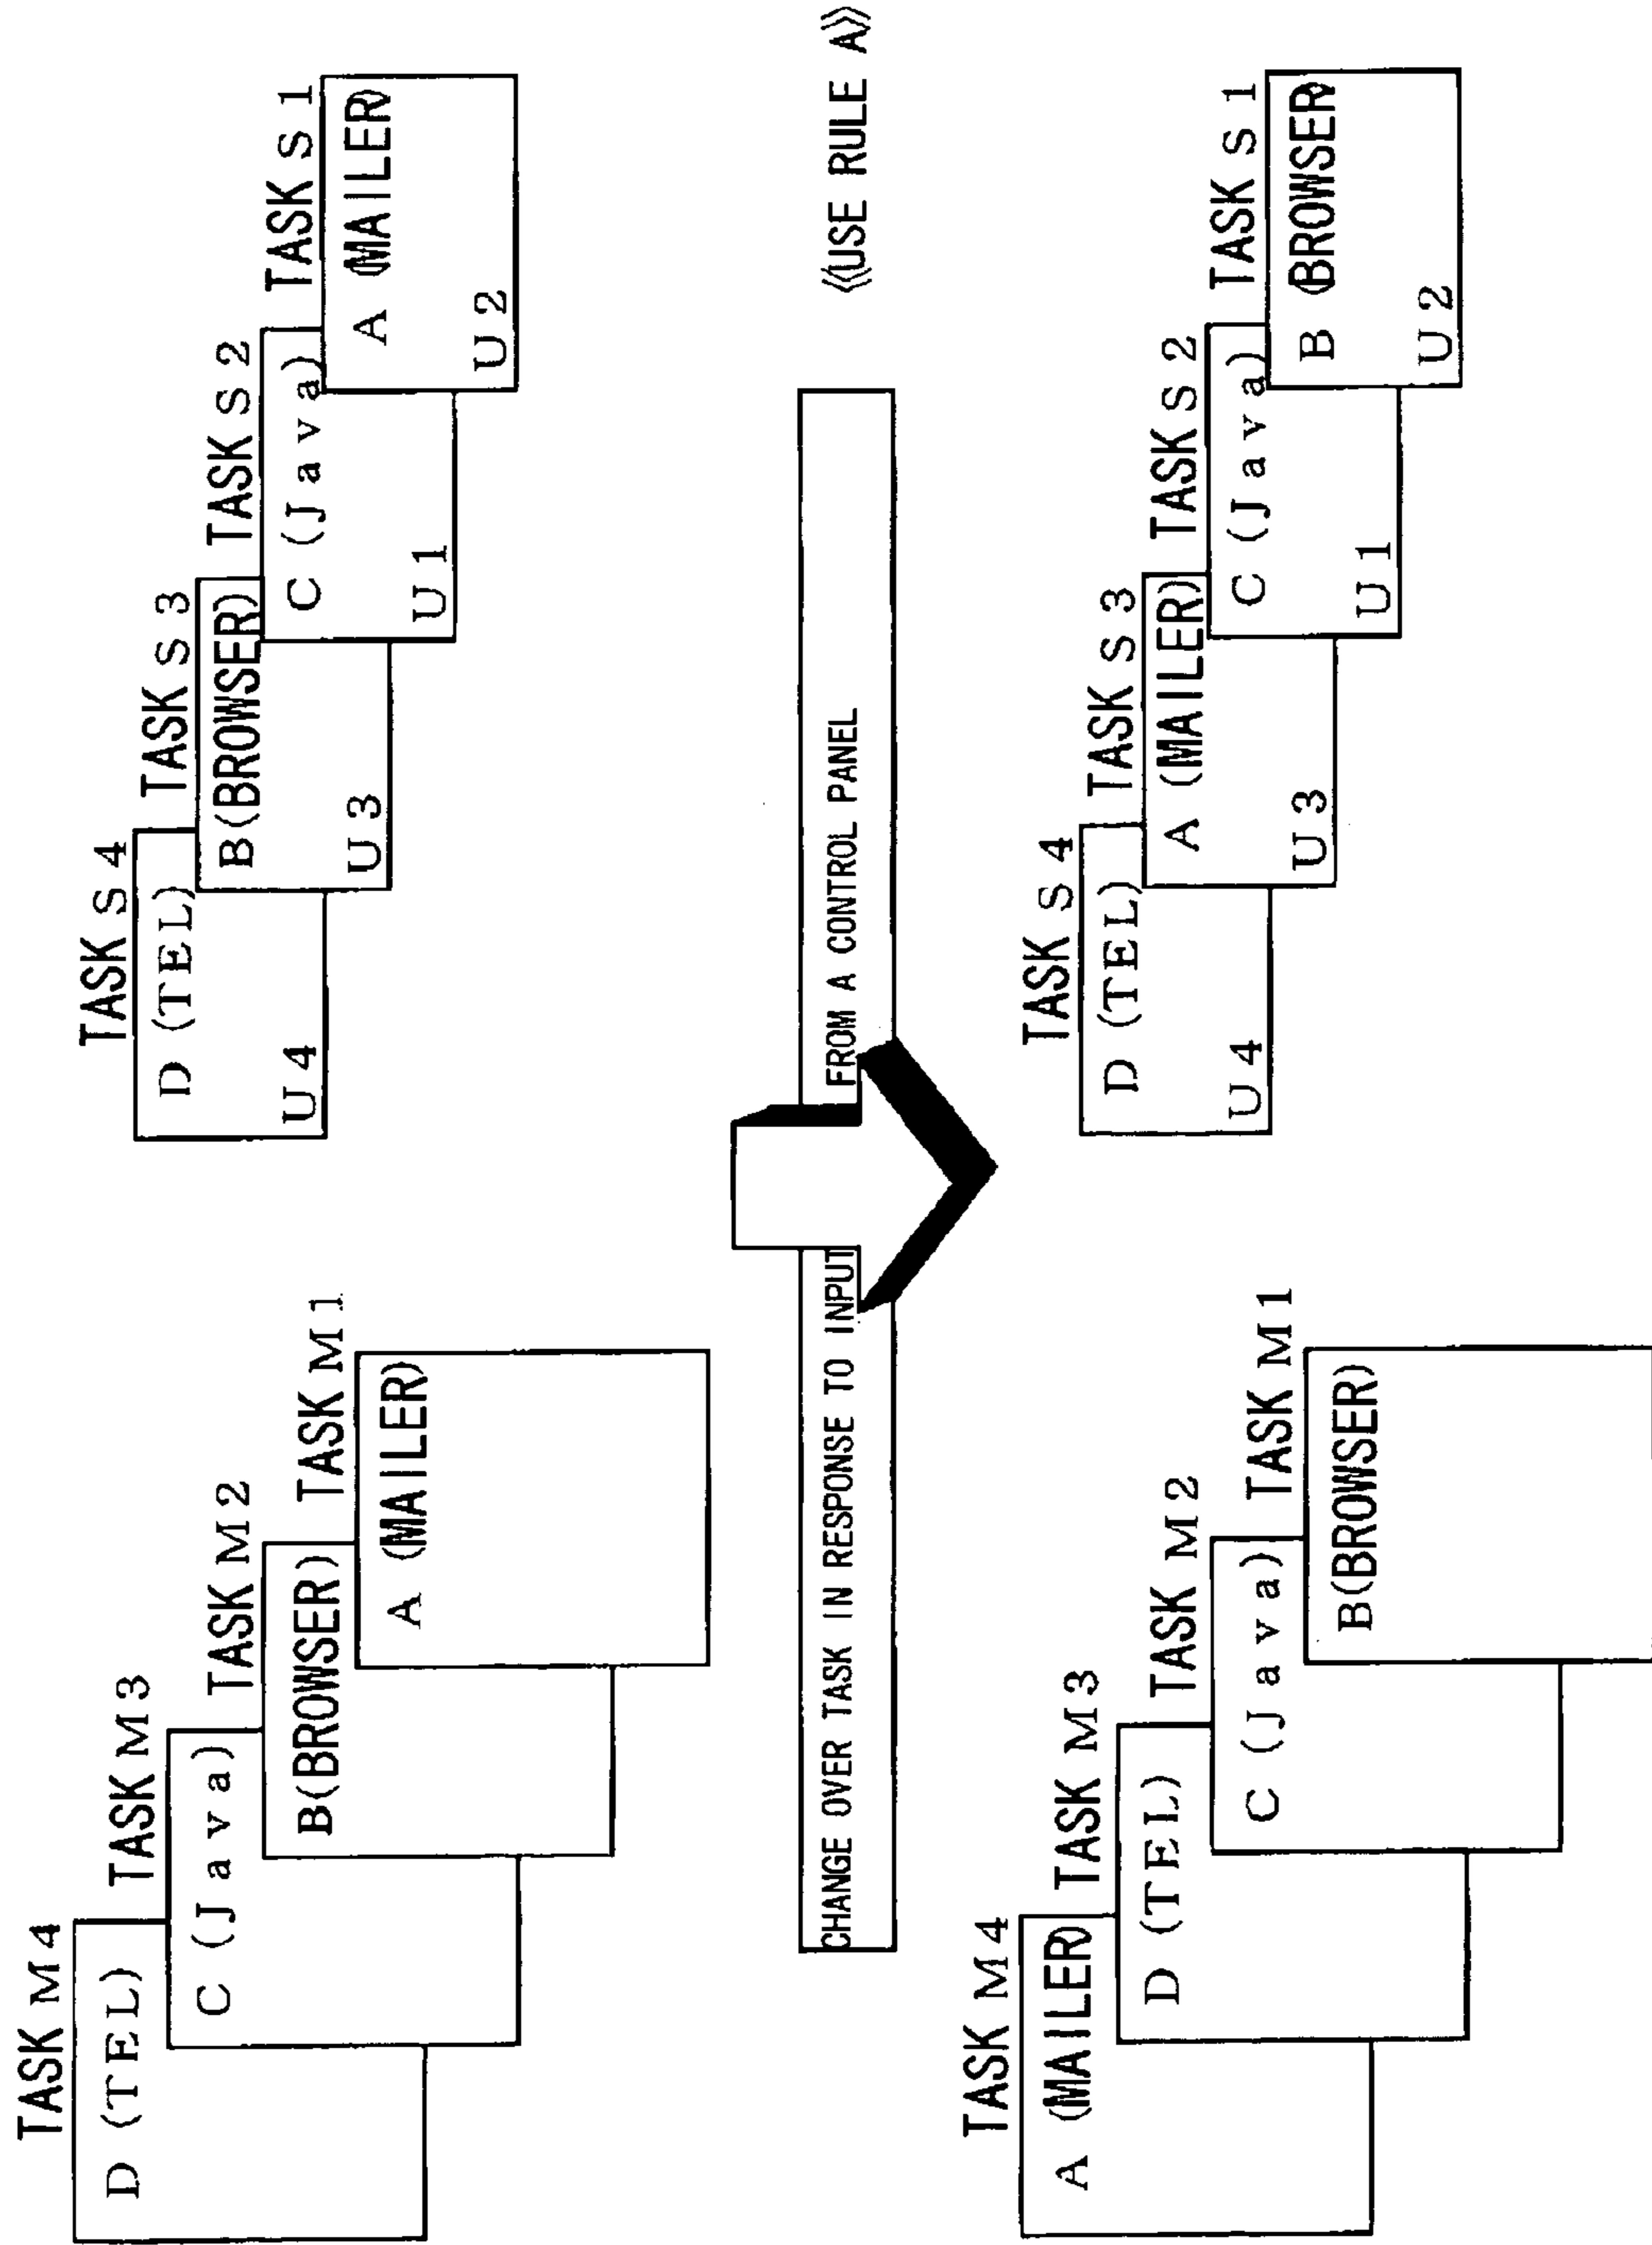 TASK M4
D (TEL)
TASK M3
C (Java)
TASK M2
B(BROWSER)
TASK M1
A (MAILER)
TASK S4
D (TEL)
U4
TASK S3
B(BROWSER)
U3
TASK S2
C (Java)
U1
TASK S1
A (MAILER)
U2
CHANGE OVER TASK IN RESPONSE TO INPUT FROM A CONTROL PANEL
《USE RULE A》
TASK M4
A (MAILER)
TASK M3
D (TEL)
TASK M2
C (Java)
TASK M1
B(BROWSER)
TASK S4
D (TEL)
U4
TASK S3
A (MAILER)
U3
TASK S2
C (Java)
U1
TASK S1
B (BROWSER)
U2